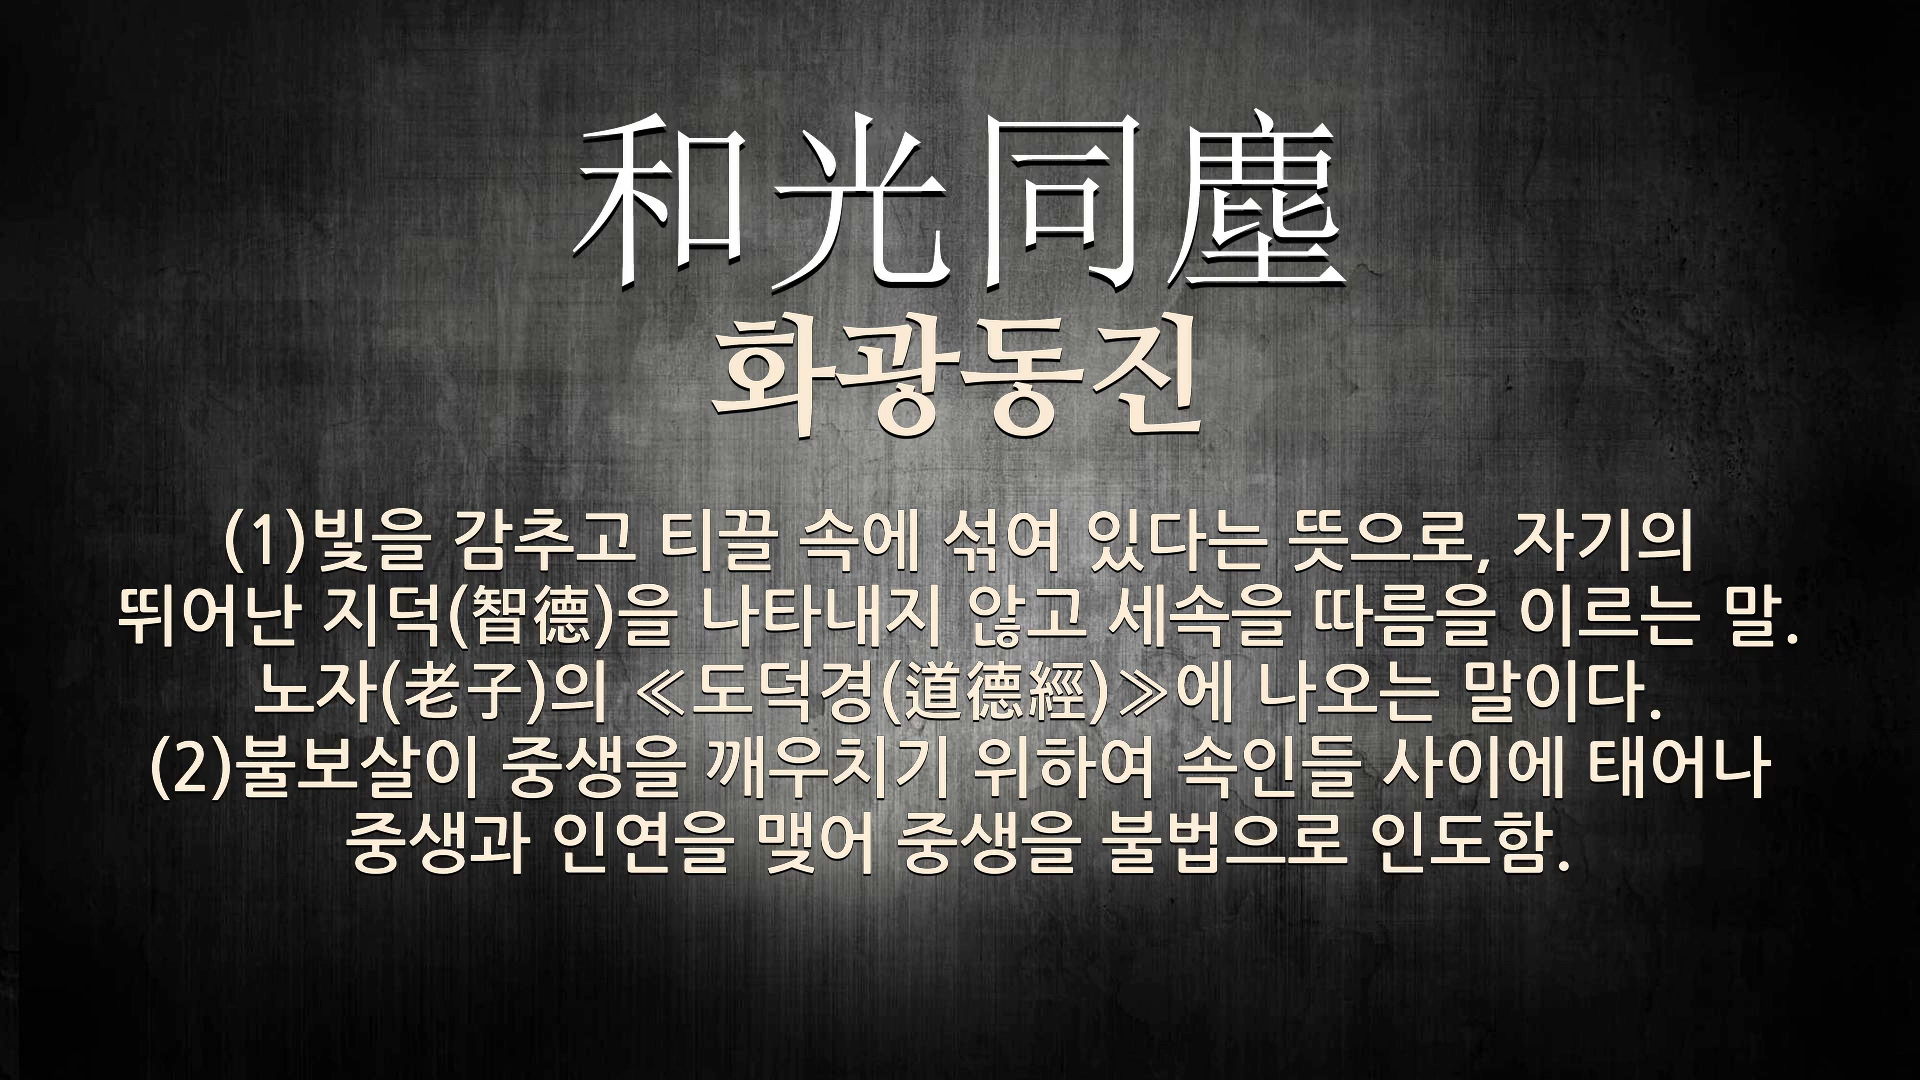 和光同塵
화광동진
(1)빛을 감추고 티끌 속에 섞여 있다는 뜻으로, 자기의
뛰어난 지덕(智德)을 나타내지 않고 세속을 따름을 이르는 말.
노자(老子)의 ≪도덕경(道德經)≫에 나오는 말이다.
(2)불보살이 중생을 깨우치기 위하여 속인들 사이에 태어나
중생과 인연을 맺어 중생을 불법으로 인도함.